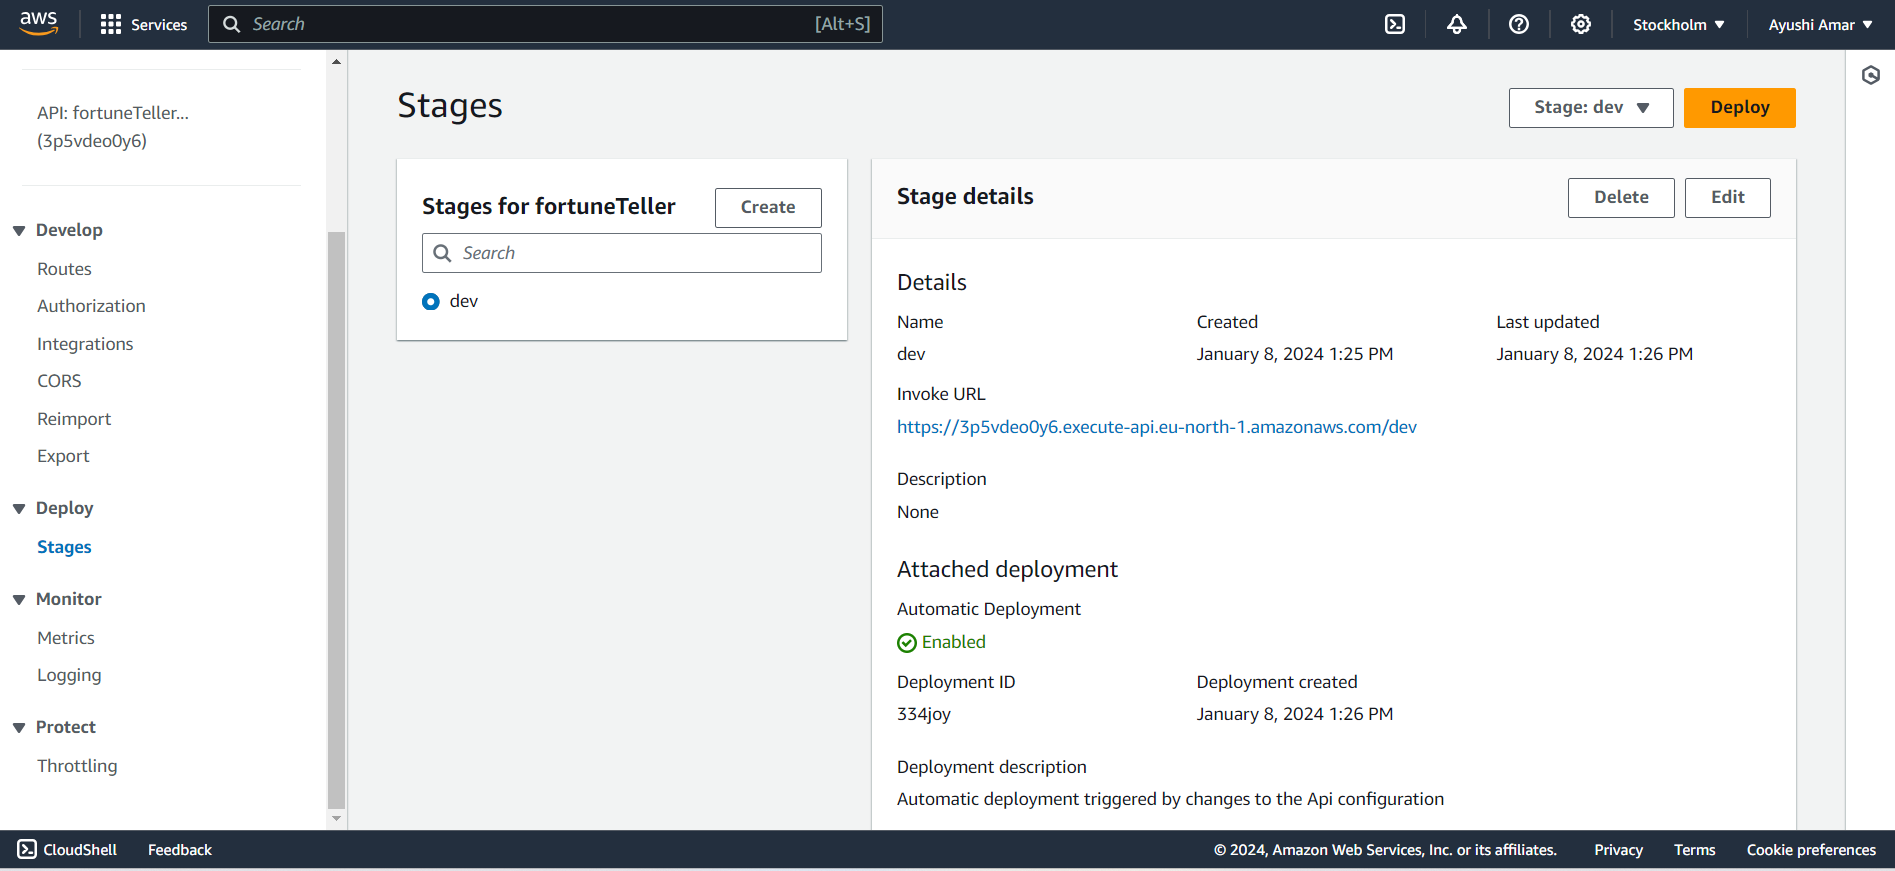 aws
Services
Search [Alt+S]
Stockholm
Ayushi Amar
API: fortuneTeller...
(3p5vdeo0y6)
Develop
Routes
Authorization
Integrations
CORS
Reimport
Export
Deploy
Stages
Monitor
Metrics
Logging
Protect
Throttling
Stages
Stage: dev
Deploy
Stages for fortuneTeller
Create
Search
dev
Stage details
Delete
Edit
Details
Name Created Last updated
dev January 8, 2024 1:25 PM January 8, 2024 1:26 PM
Invoke URL
https://3p5vdeo0y6.execute-api.eu-north-1.amazonaws.com/dev
Description
None
Attached deployment
Automatic Deployment
Enabled
Deployment ID Deployment created
334joy January 8, 2024 1:26 PM
Deployment description
Automatic deployment triggered by changes to the Api configuration
CloudShell Feedback © 2024, Amazon Web Services, Inc. or its affiliates. Privacy Terms Cookie preferences